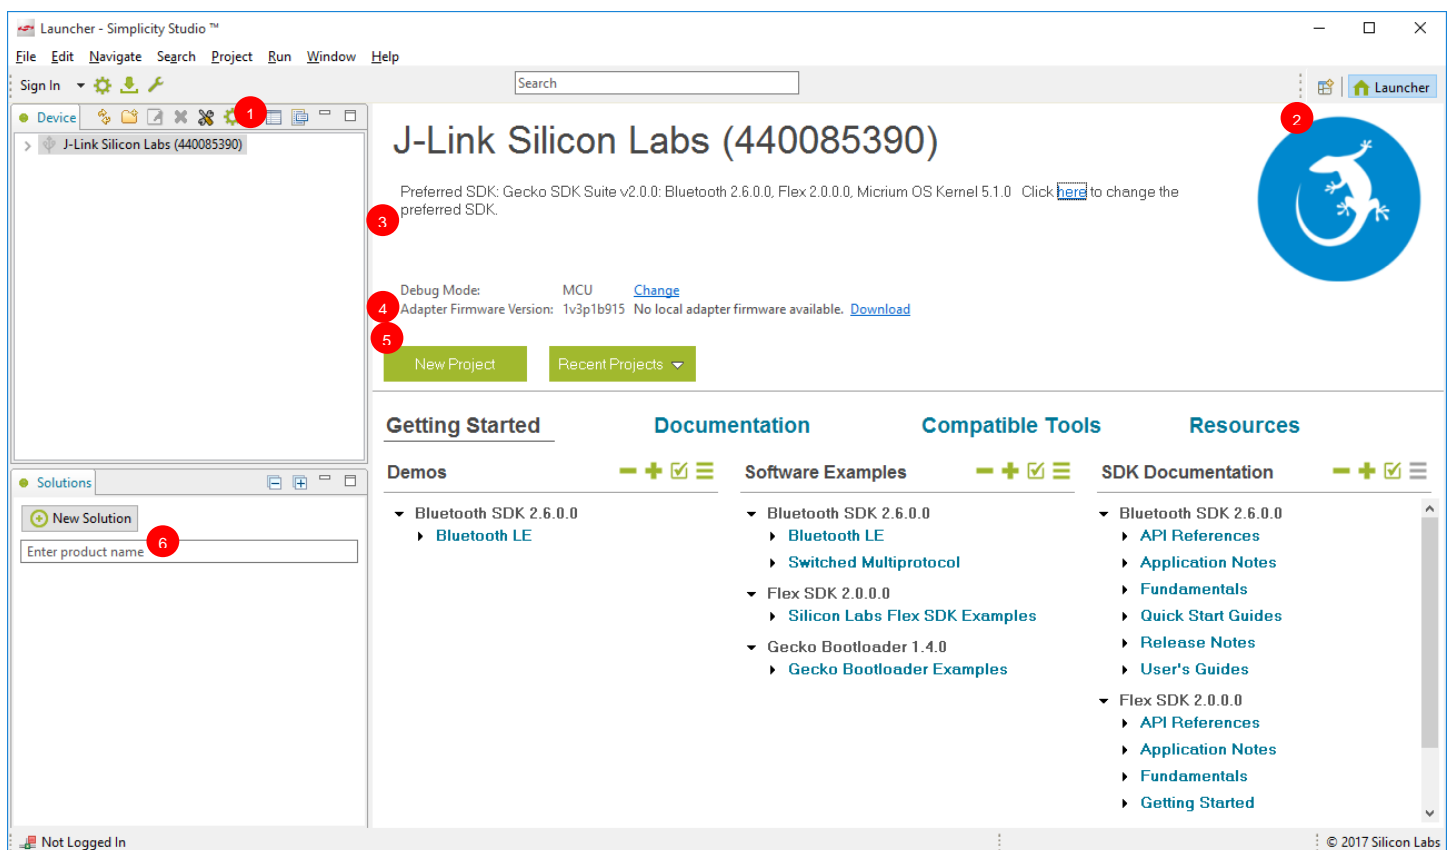 Launcher - Simplicity Studio ™
File Edit Navigate Search Project Run Window Help
Sign In Search Launcher
Device 1
2
J-Link Silicon Labs (440085390)
J-Link Silicon Labs (440085390)
Preferred SDK: Gecko SDK Suite v2.0.0: Bluetooth 2.6.0.0, Flex 2.0.0.0, Micrium OS Kernel 5.1.0 Click here to change the
preferred SDK.
3
Debug Mode: MCU Change
4 Adapter Firmware Version: 1v3p1b915 No local adapter firmware available. Download
5
New Project Recent Projects
Getting Started Documentation Compatible Tools Resources
Solutions
New Solution
Enter product name 6
Demos
Bluetooth SDK 2.6.0.0
Bluetooth LE
Software Examples
Bluetooth SDK 2.6.0.0
Bluetooth LE
Switched Multiprotocol
Flex SDK 2.0.0.0
Silicon Labs Flex SDK Examples
Gecko Bootloader 1.4.0
Gecko Bootloader Examples
SDK Documentation
Bluetooth SDK 2.6.0.0
API References
Application Notes
Fundamentals
Quick Start Guides
Release Notes
User's Guides
Flex SDK 2.0.0.0
API References
Application Notes
Fundamentals
Getting Started
Not Logged In © 2017 Silicon Labs